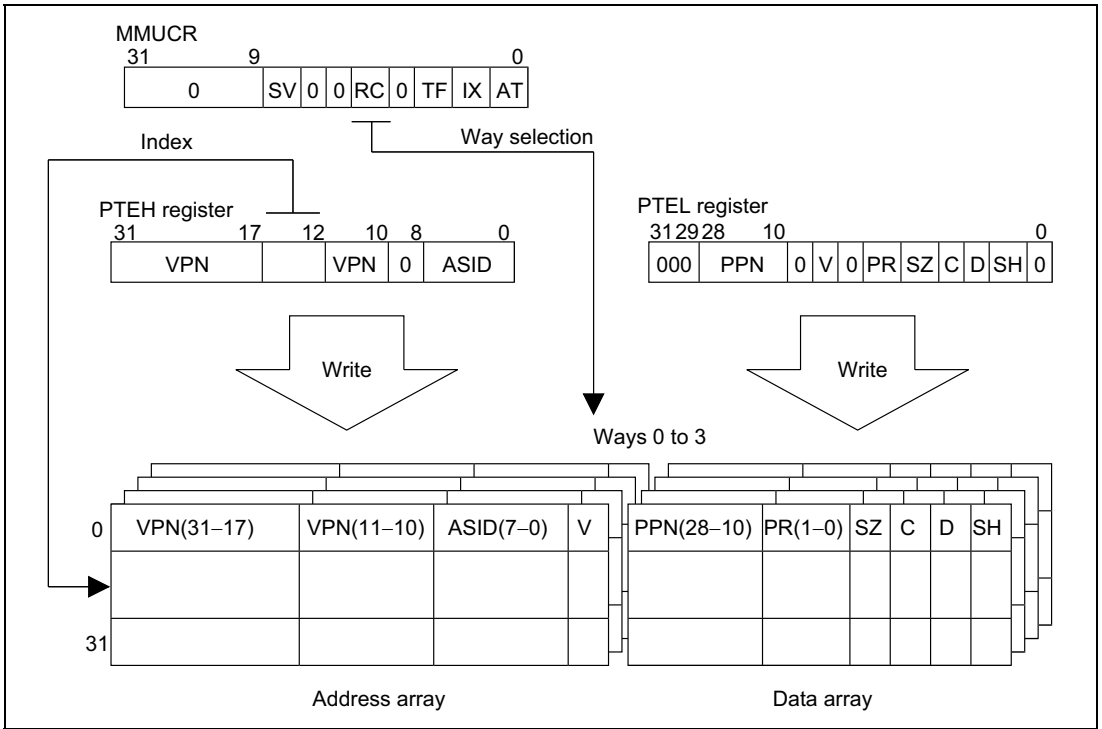 MMUCR
31 9 0
0 SV 0 0 RC 0 TF IX AT
Index
Way selection
PTEH register
31 17 12 10 8 0
VPN VPN 0 ASID
PTEL register
31 29 28 10 0
000 PPN 0 V 0 PR SZ C D SH 0
Write
Write
Ways 0 to 3
0 VPN(31−17) VPN(11−10) ASID(7−0) V PPN(28−10) PR(1−0) SZ C D SH
31
Address array
Data array